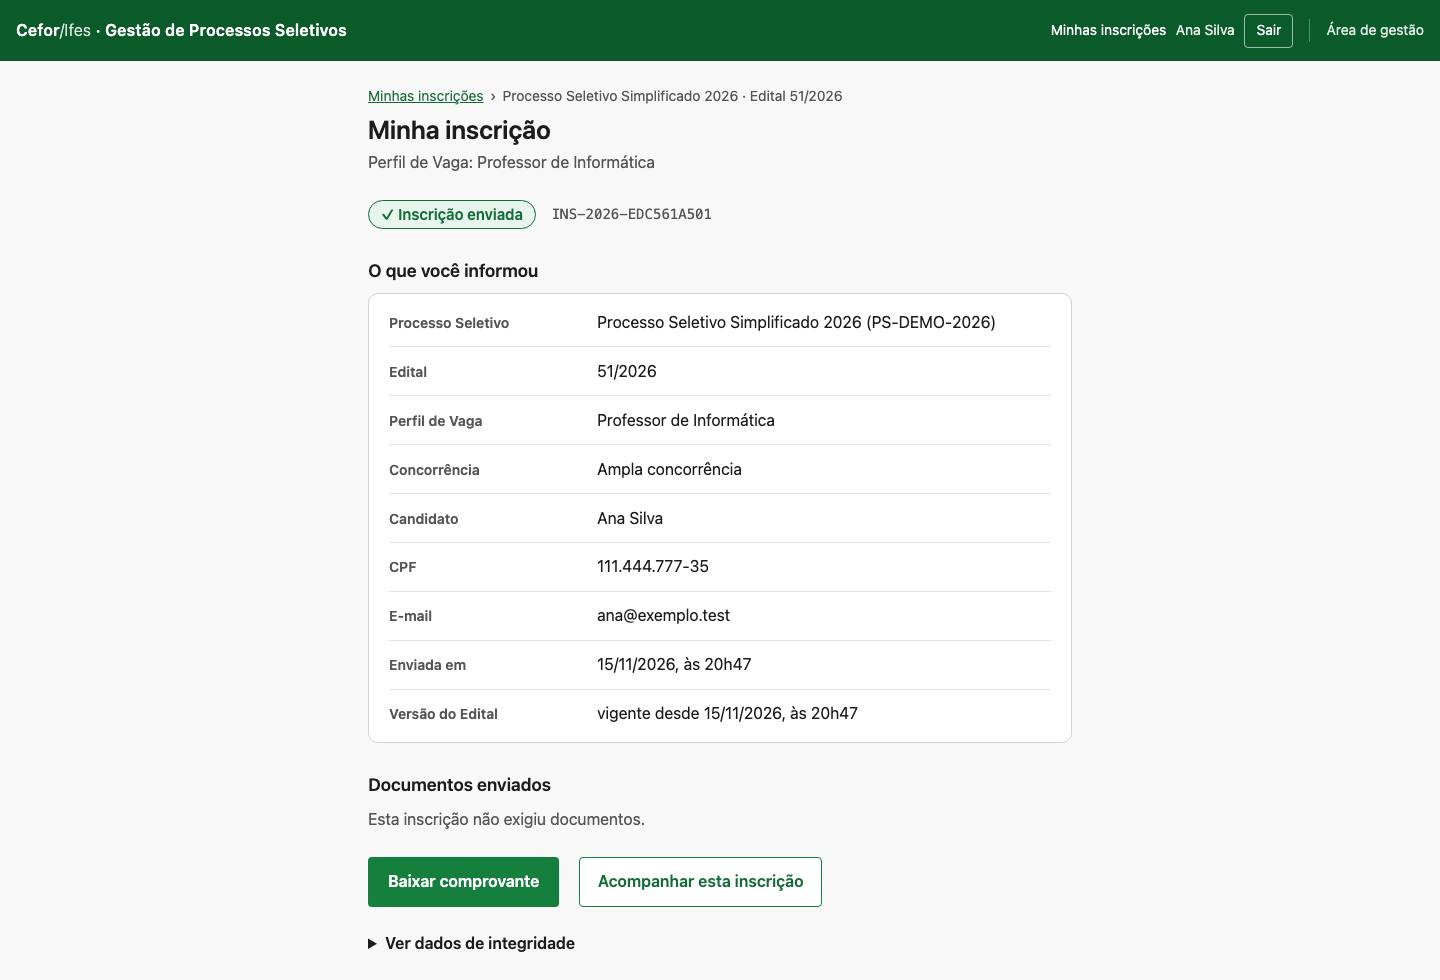 Cefor/Ifes · Gestão de Processos Seletivos
Minhas inscrições Ana Silva Sair Área de gestão
Minhas inscrições › Processo Seletivo Simplificado 2026 · Edital 51/2026
Minha inscrição
Perfil de Vaga: Professor de Informática
✓ Inscrição enviada INS-2026-EDC561A501
O que você informou
Processo Seletivo Processo Seletivo Simplificado 2026 (PS-DEMO-2026)
Edital 51/2026
Perfil de Vaga Professor de Informática
Concorrência Ampla concorrência
Candidato Ana Silva
CPF 111.444.777-35
E-mail ana@exemplo.test
Enviada em 15/11/2026, às 20h47
Versão do Edital vigente desde 15/11/2026, às 20h47
Documentos enviados
Esta inscrição não exigiu documentos.
Baixar comprovante Acompanhar esta inscrição
▶ Ver dados de integridade